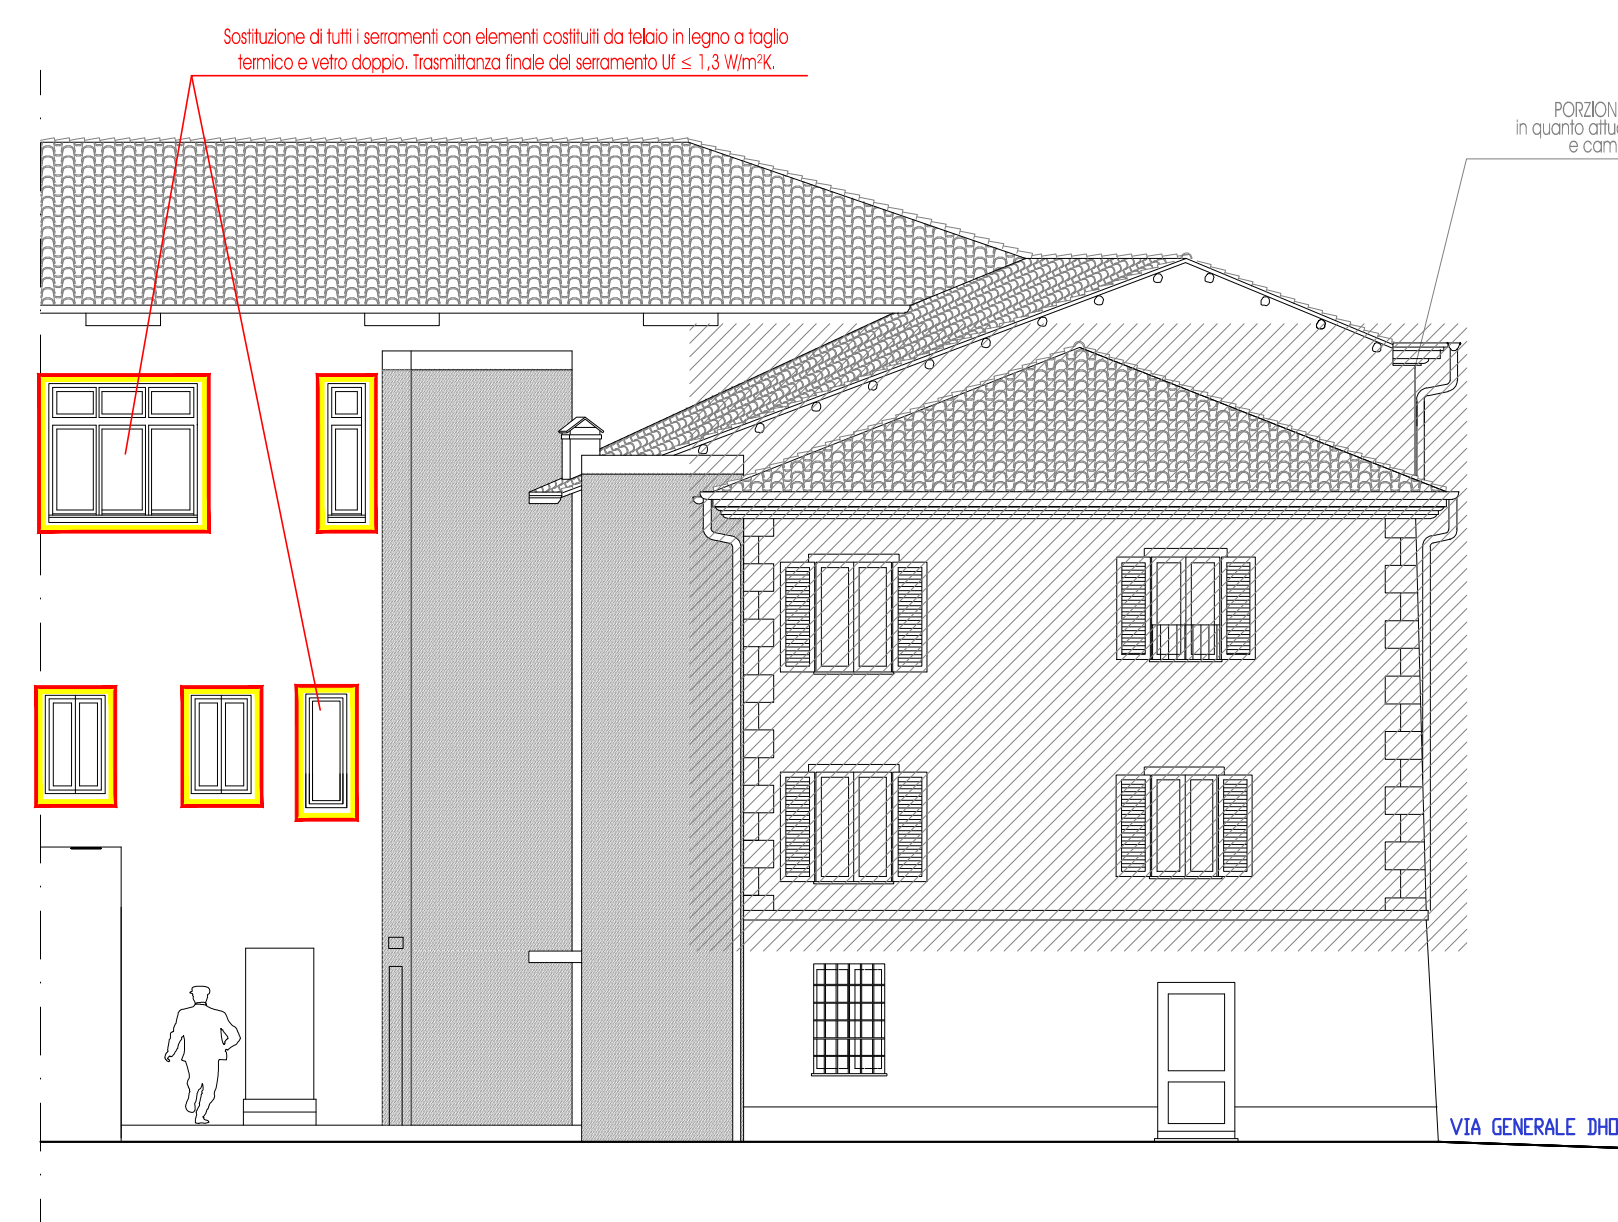 Sostituzione di tutti i serramenti con elementi costituiti da telaio in legno a taglio
termico e vetro doppio. Trasmittanza finale del serramento Uf ≤ 1,3 W/m²K.
PORZION
in quanto attu
e cam
VIA GENERALE DHO